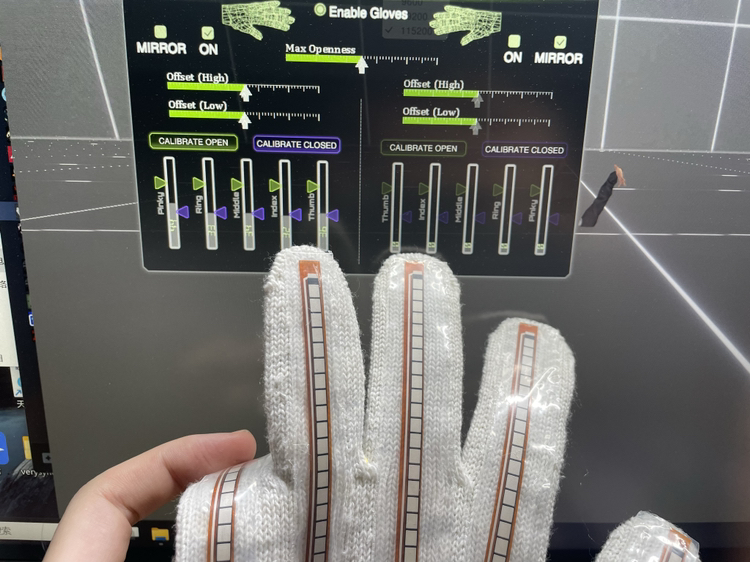 Enable Gloves
115200
MIRROR
ON
ON
MIRROR
Max Openness
Offset (High)
Offset (High)
Offset (Low)
Offset (Low)
CALIBRATE OPEN
CALIBRATE CLOSED
CALIBRATE OPEN
CALIBRATE CLOSED
Pinky
Ring
Middle
Index
Thumb
Thumb
Index
Middle
Ring
Pinky